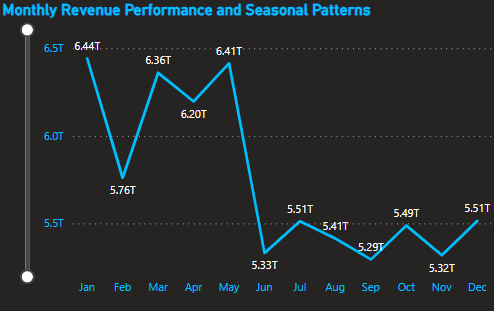 Monthly Revenue Performance and Seasonal Patterns
6.5T
6.0T
5.5T
6.44T
5.76T
6.36T
6.20T
6.41T
5.33T
5.51T
5.41T
5.29T
5.49T
5.32T
5.51T
Jan Feb Mar Apr May Jun Jul Aug Sep Oct Nov Dec